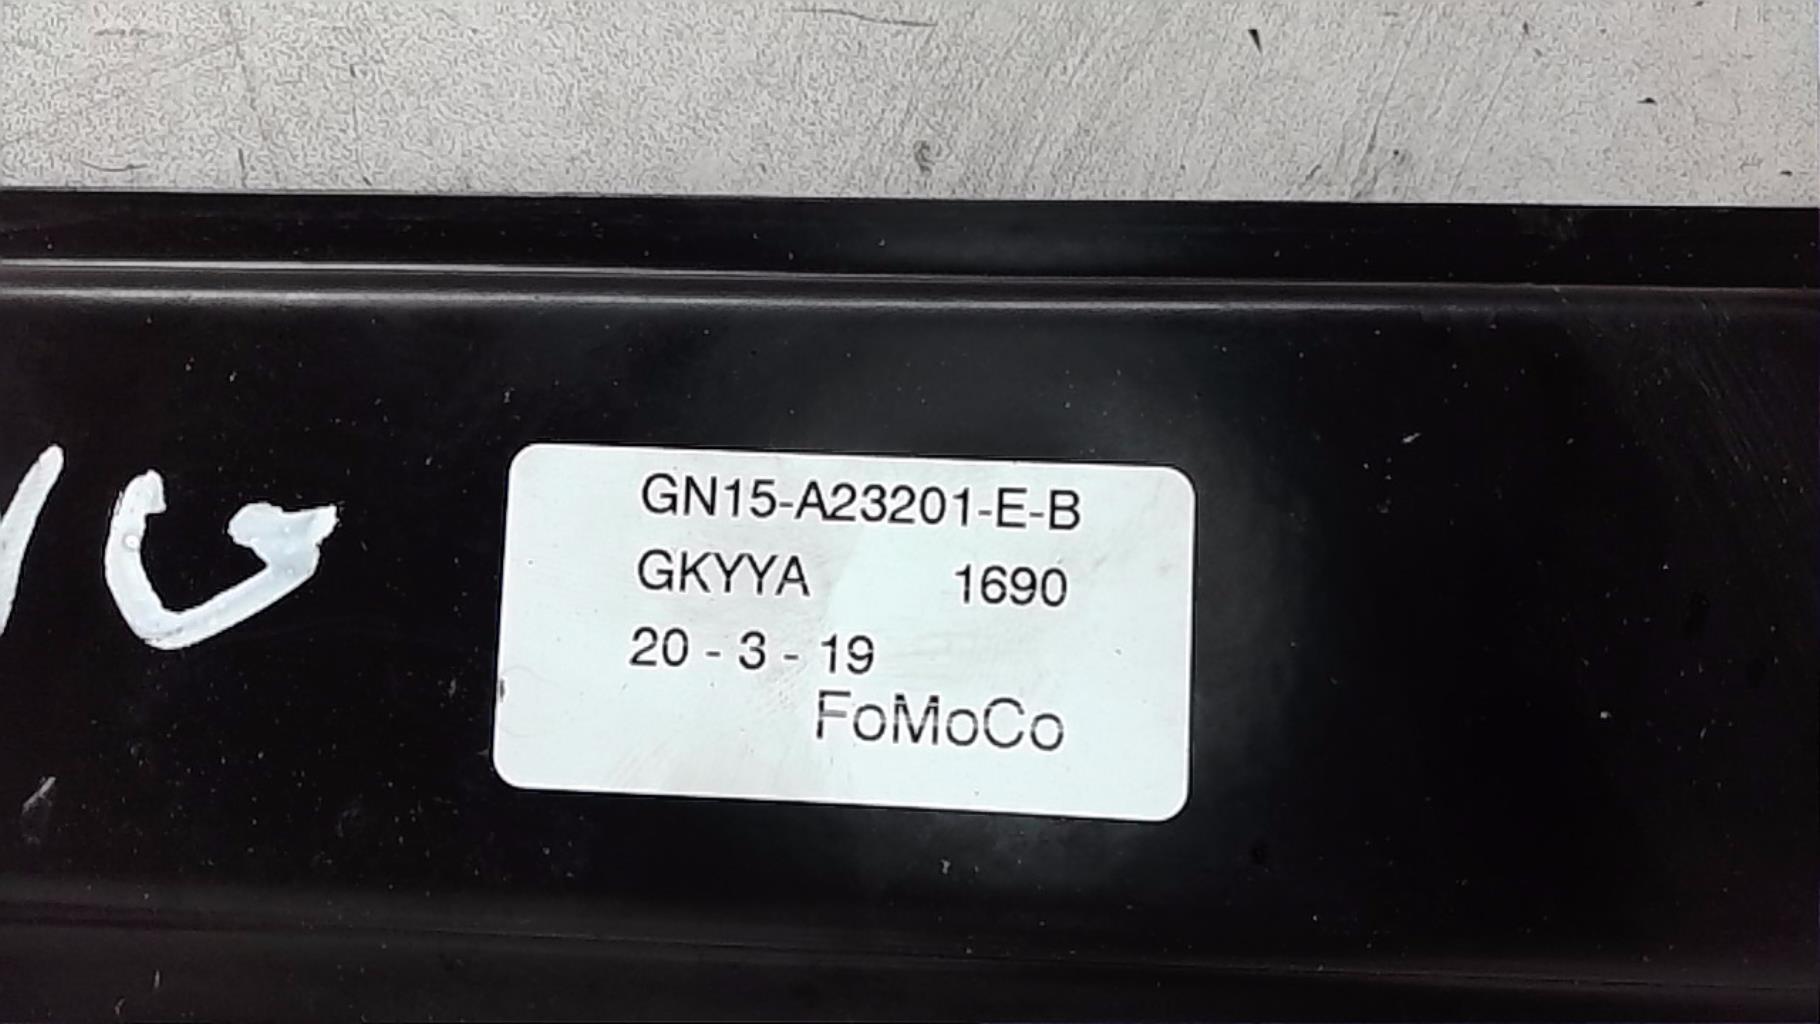 GN15-A23201-E-B
GKYYA 1690
20 - 3 - 19
FoMoCo